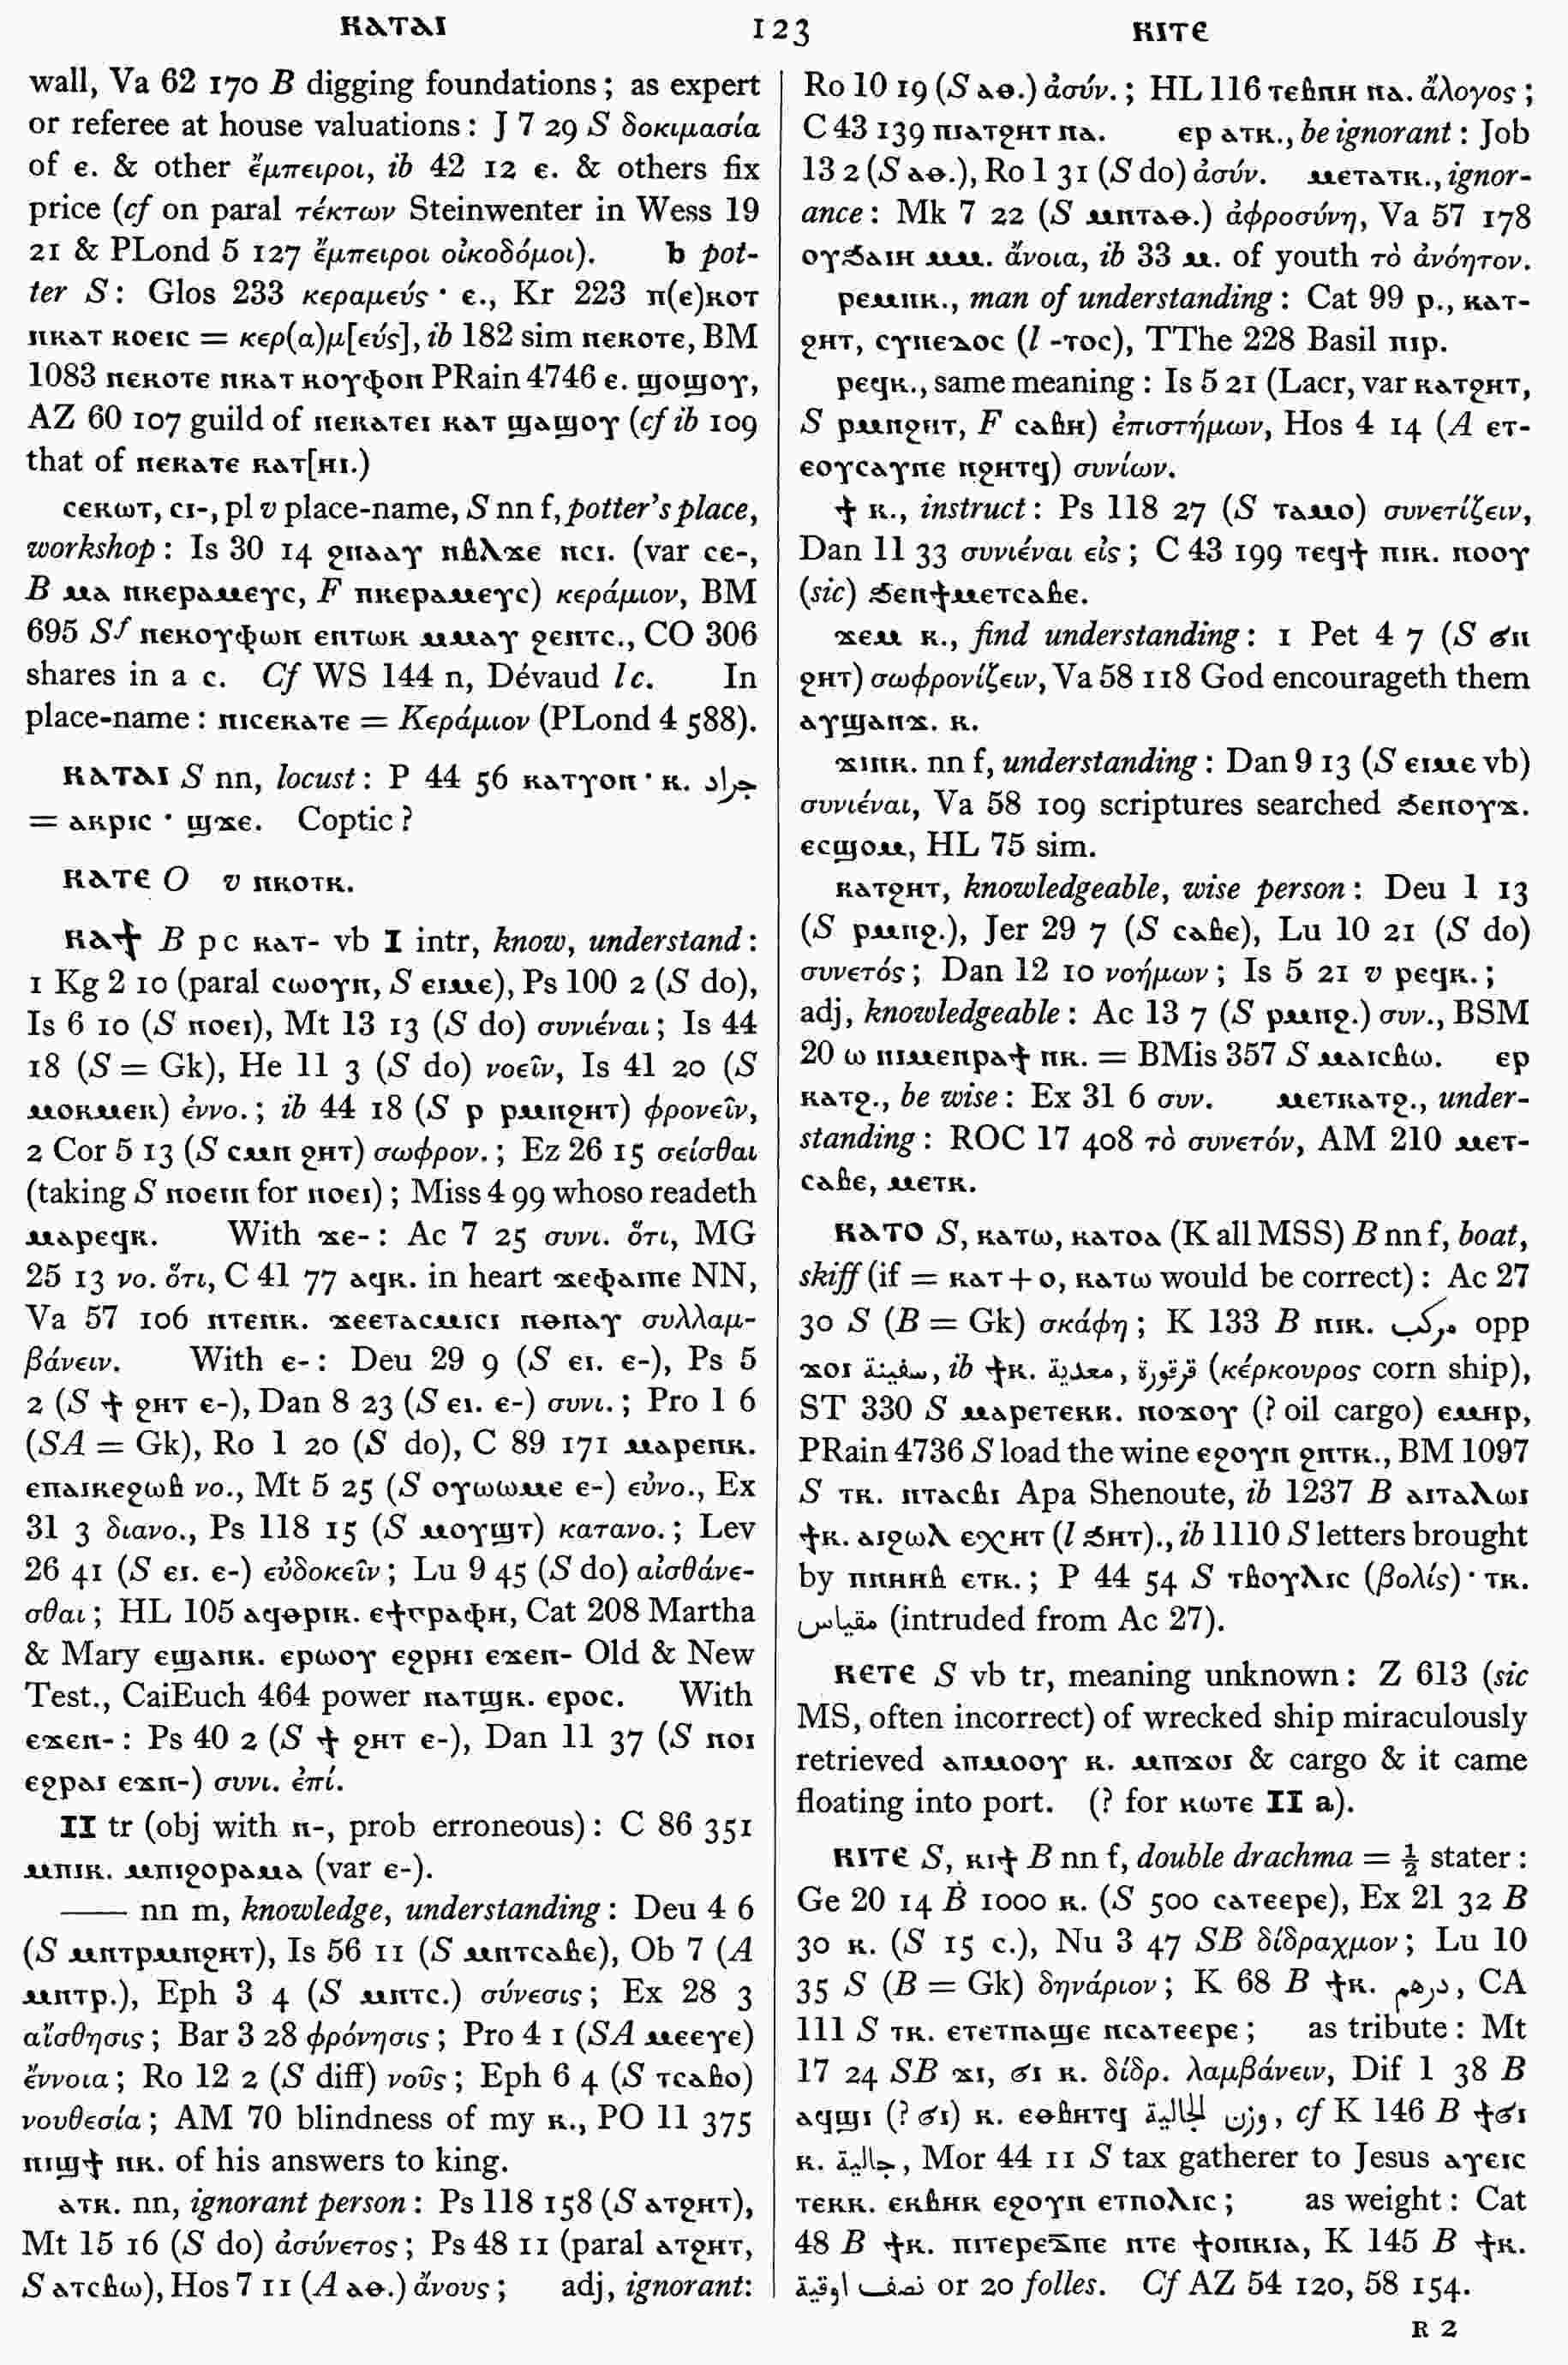 ⲕⲁⲧⲁⲓ 123 ⲕⲓⲧⲉ
wall, Va 62 170 B digging foundations; as expert
or referee at house valuations: J 7 29 S δοκιμασία
of ⲉ. & other ἔμπειροι, ib 42 12 ⲉ. & others fix
price (cf on paral τέκτων Steinwenter in Wess 19
21 & PLond 5 127 ἔμπειροι οἰκοδόμοι). b pot-
ter S: Glos 233 κεραμεύς · ⲉ., Kr 223 ⲡ(ⲉ)ⲕⲟⲧ
ⲛⲕⲁⲧ ⲕⲟⲉⲓⲥ = κερ(α)μ[εύς], ib 182 sim ⲡⲉⲕⲟⲧⲉ, BM
1083 ⲡⲉⲕⲟⲧⲉ ⲛⲕⲁⲧ ⲕⲟⲩⲫⲟⲛ PRain 4746 ⲉ. ϣⲟϣⲟⲩ,
AZ 60 107 guild of ⲛⲉⲕⲁⲧⲉⲓ ⲕⲁⲧ ϣⲁϣⲟⲩ (cf ib 109
that of ⲛⲉⲕⲁⲧⲉ ⲕⲁⲧ[ⲏⲓ.)
ⲥⲉⲕⲱⲧ, ⲥⲓ-, pl v place-name, S nn f, potter's place,
workshop: Is 30 14 ϩⲛⲁⲁⲩ ⲛⲃⲗϫⲉ ⲛⲥⲓ. (var ⲥⲉ-,
B ⲙⲁ ⲛⲕⲉⲣⲁⲙⲉⲩⲥ, F ⲛⲕⲉⲣⲁⲙⲉⲩⲥ) κεράμιον, BM
695 Sf ⲛⲉⲕⲟⲩⲫⲱⲛ ⲉⲛⲧⲱⲕ ⲙⲙⲁⲩ ϩⲉⲛⲧⲥ., CO 306
shares in a c. Cf WS 144 n, Dévaud l c. In
place-name: ⲡⲓⲥⲉⲕⲁⲧⲉ = Κεράμιον (PLond 4 588).
ⲕⲁⲧⲁⲓ S nn, locust: P 44 56 ⲕⲁⲧⲩⲟⲛ · ⲕ. جراد
= ⲁⲕⲣⲓⲥ · ϣϫⲉ. Coptic?
ⲕⲁⲧⲉ O v ⲛⲕⲟⲧⲕ.
ⲕⲁϯ B p c ⲕⲁⲧ- vb I intr, know, understand:
1 Kg 2 10 (paral ⲥⲱⲟⲩⲛ, S ⲉⲓⲙⲉ), Ps 100 2 (S do),
Is 6 10 (S ⲛⲟⲉⲓ), Mt 13 13 (S do) συνιέναι; Is 44
18 (S = Gk), He 11 3 (S do) νοεῖν, Is 41 20 (S
ⲙⲟⲕⲙⲉⲕ) ἐννο.; ib 44 18 (S ⲣ ⲣⲙⲛϩⲏⲧ) φρονεῖν,
2 Cor 5 13 (S ⲥⲙⲛ ϩⲏⲧ) σωφρον.; Ez 26 15 σείσθαι
(taking S ⲛⲟⲉⲓⲛ for ⲛⲟⲉⲓ); Miss 4 99 whoso readeth
ⲙⲁⲣⲉϥⲕ. With ϫⲉ-: Ac 7 25 συνι. ὅτι, MG
25 13 νο. ὅτι, C 41 77 ⲁϥⲕ. in heart ϫⲉⲫⲁⲓⲡⲉ NN,
Va 57 106 ⲛⲧⲉⲛⲕ. ϫⲉⲉⲧⲁⲥⲙⲓⲥⲓ ⲛⲑⲛⲁⲩ συλλαμ-
βάνειν. With ⲉ-: Deu 29 9 (S ⲉⲓ. ⲉ-), Ps 5
2 (S ϯ ϩⲏⲧ ⲉ-), Dan 8 23 (S ⲉⲓ. ⲉ-) συνι.; Pro 1 6
(SA = Gk), Ro 1 20 (S do), C 89 171 ⲙⲁⲣⲉⲛⲕ.
ⲉⲡⲁⲓⲕⲉϩⲱⲃ νο., Mt 5 25 (S ⲟⲩⲱⲱⲙⲉ ⲉ-) εὐνο., Ex
31 3 διανο., Ps 118 15 (S ⲙⲟⲩϣⲧ) κατανο.; Lev
26 41 (S ⲉⲓ. ⲉ-) εὐδοκεῖν; Lu 9 45 (S do) αἰσθάνε-
σθαι; HL 105 ⲁϥⲑⲣⲓⲕ. ⲉϯⲅⲣⲁⲫⲏ, Cat 208 Martha
& Mary ⲉϣⲁⲛⲕ. ⲉⲣⲱⲟⲩ ⲉϩⲣⲏⲓ ⲉϫⲉⲛ- Old & New
Test., CaiEuch 464 power ⲛⲁⲧϣⲕ. ⲉⲣⲟⲥ. With
ⲉϫⲉⲛ-: Ps 40 2 (S ϯ ϩⲏⲧ ⲉ-), Dan 11 37 (S ⲛⲟⲓ
ⲉϩⲣⲁⲓ ⲉϫⲛ-) συνι. ἐπί.
II tr (obj with ⲛ-, prob erroneous): C 86 351
ⲙⲡⲓⲕ. ⲙⲡⲓϩⲟⲣⲁⲙⲁ (var ⲉ-).
—— nn m, knowledge, understanding: Deu 4 6
(S ⲙⲛⲧⲣⲙⲛϩⲏⲧ), Is 56 11 (S ⲙⲛⲧⲥⲁⲃⲉ), Ob 7 (A
ⲙⲛⲧⲣ.), Eph 3 4 (S ⲙⲛⲧⲥ.) σύνεσις; Ex 28 3
αἴσθησις; Bar 3 28 φρόνησις; Pro 4 1 (SA ⲙⲉⲉⲩⲉ)
ἔννοια; Ro 12 2 (S diff) νοῦς; Eph 6 4 (S ⲧⲥⲁⲃⲟ)
νουθεσία; AM 70 blindness of my ⲕ., PO 11 375
ⲡⲓϣϯ ⲛⲕ. of his answers to king.
ⲁⲧⲕ. nn, ignorant person: Ps 118 158 (S ⲁⲧϩⲏⲧ),
Mt 15 16 (S do) ἀσύνετος; Ps 48 11 (paral ⲁⲧϩⲏⲧ,
S ⲁⲧⲥⲃⲱ), Hos 7 11 (A ⲁⲑ.) ἄνους; adj, ignorant:
Ro 10 19 (S ⲁⲑ.) ἀσύν.; HL 116 ⲧⲉⲃⲛⲏ ⲛⲁ. ἄλογος;
C 43 139 ⲡⲓⲁⲧϩⲏⲧ ⲛⲁ. ⲉⲣ ⲁⲧⲕ., be ignorant: Job
13 2 (S ⲁⲑ.), Ro 1 31 (S do) ἀσύν. ⲙⲉⲧⲁⲧⲕ., ignor-
ance: Mk 7 22 (S ⲙⲛⲧⲁⲑ.) ἀφροσύνη, Va 57 178
ⲟⲩϧⲁⲓⲏ ⲙⲙ. ἄνοια, ib 33 ⲙ. of youth τὸ ἀνόητον.
ⲣⲉⲙⲛⲕ., man of understanding: Cat 99 ⲣ., ⲕⲁⲧ-
ϩⲏⲧ, ⲥⲩⲛⲉⲇⲟⲥ (l -ⲧⲟⲥ), TThe 228 Basil ⲡⲓⲣ.
ⲣⲉϥⲕ., same meaning: Is 5 21 (Lacr, var ⲕⲁⲧϩⲏⲧ,
S ⲣⲙⲛϩⲏⲧ, F ⲥⲁⲃⲏ) ἐπιστήμων, Hos 4 14 (A ⲉⲧ-
ⲉⲟⲩⲥⲁⲩⲛⲉ ⲛϩⲏⲧϥ) συνίων.
ϯ ⲕ., instruct: Ps 118 27 (S ⲧⲁⲙⲟ) συνετίζειν,
Dan 11 33 συνιέναι εἰς; C 43 199 ⲧⲉϥϯ ⲡⲓⲕ. ⲛⲟⲟⲩ
(sic) ϧⲉⲛϯⲙⲉⲧⲥⲁⲃⲉ.
ϫⲉⲙ ⲕ., find understanding: 1 Pet 4 7 (S ϭⲛ
ϩⲏⲧ) σωφρονίζειν, Va 58 118 God encourageth them
ⲁⲩϣⲁⲛϫ. ⲕ.
ϫⲓⲛⲕ. nn f, understanding: Dan 9 13 (S ⲉⲓⲙⲉ vb)
συνιέναι, Va 58 109 scriptures searched ϧⲉⲛⲟⲩϫ.
ⲉⲥϣⲟⲙ, HL 75 sim.
ⲕⲁⲧϩⲏⲧ, knowledgeable, wise person: Deu 1 13
(S ⲣⲙⲛϩ.), Jer 29 7 (S ⲥⲁⲃⲉ), Lu 10 21 (S do)
συνετός; Dan 12 10 νοήμων; Is 5 21 v ⲣⲉϥⲕ.;
adj, knowledgeable: Ac 13 7 (S ⲣⲙⲛϩ.) συν., BSM
20 ⲱ ⲡⲓⲙⲉⲛⲣⲁϯ ⲛⲕ. = BMis 357 S ⲙⲁⲓⲥⲃⲱ. ⲉⲣ
ⲕⲁⲧϩ., be wise: Ex 31 6 συν. ⲙⲉⲧⲕⲁⲧϩ., under-
standing: ROC 17 408 τὸ συνετόν, AM 210 ⲙⲉⲧ-
ⲥⲁⲃⲉ, ⲙⲉⲧⲕ.
ⲕⲁⲧⲟ S, ⲕⲁⲧⲱ, ⲕⲁⲧⲟⲁ (K all MSS) B nn f, boat,
skiff (if = ⲕⲁⲧ + ⲟ, ⲕⲁⲧⲱ would be correct): Ac 27
30 S (B = Gk) σκάφη; K 133 B ⲡⲓⲕ. مركب opp
ϫⲟⲓ سفينة, ib ϯⲕ. معدية, قرقورة (κέρκουρος corn ship),
ST 330 S ⲙⲁⲣⲉⲧⲉⲕⲕ. ⲛⲟϫⲟⲩ (? oil cargo) ⲉⲙⲏⲣ,
PRain 4736 S load the wine ⲉϩⲟⲩⲛ ϩⲛⲧⲕ., BM 1097
S ⲧⲕ. ⲛⲧⲁⲥⲃⲓ Apa Shenoute, ib 1237 B ⲁⲓⲧⲁⲗⲱⲓ
ϯⲕ. ⲁⲓϩⲱⲗ ⲉⲭⲏⲧ (l ϧⲏⲧ)., ib 1110 S letters brought
by ⲡⲛⲏⲏⲃ ⲉⲧⲕ.; P 44 54 S ⲧⲃⲟⲩⲗⲓⲥ (βολίς) · ⲧⲕ.
مقياس (intruded from Ac 27).
ⲕⲉⲧⲉ S vb tr, meaning unknown: Z 613 (sic
MS, often incorrect) of wrecked ship miraculously
retrieved ⲁⲡⲙⲟⲟⲩ ⲕ. ⲙⲡϫⲟⲓ & cargo & it came
floating into port. (? for ⲕⲱⲧⲉ II a).
ⲕⲓⲧⲉ S, ⲕⲓϯ B nn f, double drachma = ½ stater:
Ge 20 14 B 1000 ⲕ. (S 500 ⲥⲁⲧⲉⲉⲣⲉ), Ex 21 32 B
30 ⲕ. (S 15 ⲥ.), Nu 3 47 SB δίδραχμον; Lu 10
35 S (B = Gk) δηνάριον; K 68 B ϯⲕ. درهم, CA
111 S ⲧⲕ. ⲉⲧⲉⲧⲡⲁϣⲉ ⲛⲥⲁⲧⲉⲉⲣⲉ; as tribute: Mt
17 24 SB ϫⲓ, ϭⲓ ⲕ. δίδρ. λαμβάνειν, Dif 1 38 B
ⲁϥϣⲓ (? ϭⲓ) ⲕ. ⲉⲑⲃⲏⲧϥ وزن الجالية, cf K 146 B ϯϭⲓ
ⲕ. جالية, Mor 44 11 S tax gatherer to Jesus ⲁⲩⲉⲓⲥ
ⲧⲉⲕⲕ. ⲉⲕⲃⲏⲕ ⲉϩⲟⲩⲛ ⲉⲧⲡⲟⲗⲓⲥ; as weight: Cat
48 B ϯⲕ. ⲡⲓⲧⲉⲣⲉϫⲡⲉ ⲛⲧⲉ ϯⲟⲛⲕⲓⲁ, K 145 B ϯⲕ.
نصف اوقية or 20 folles. Cf AZ 54 120, 58 154.
R 2